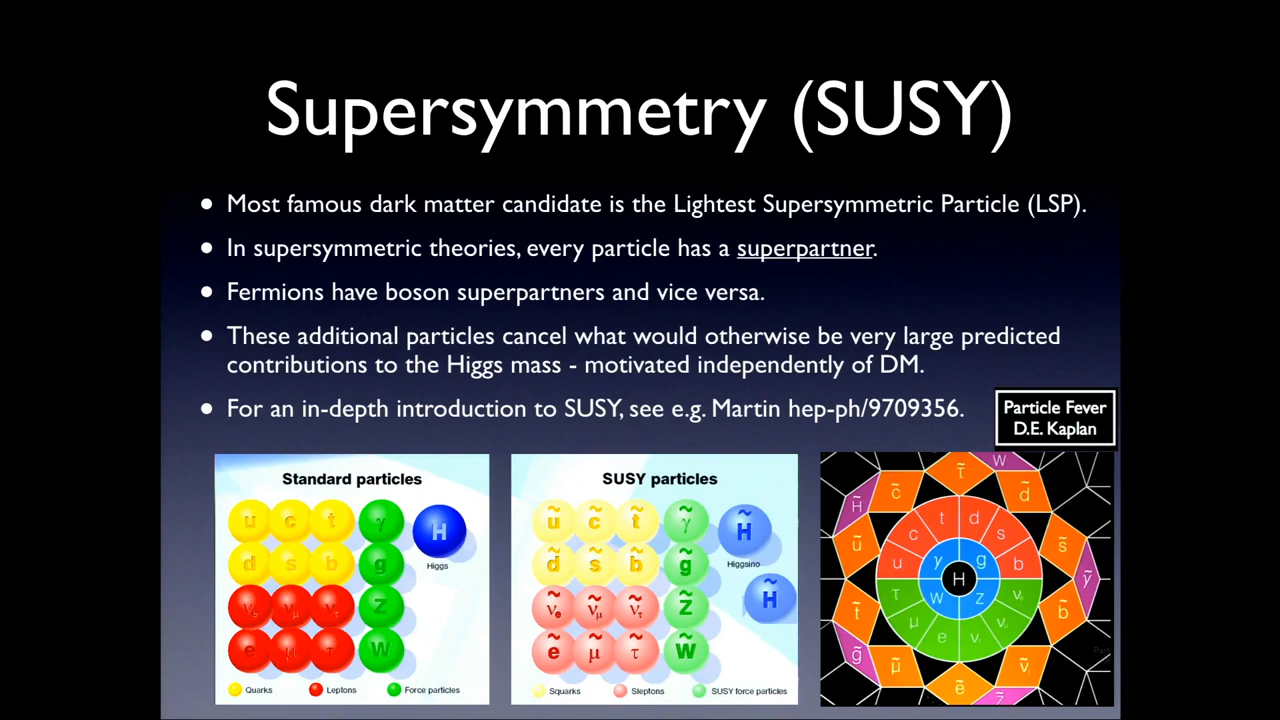 Supersymmetry (SUSY)
• Most famous dark matter candidate is the Lightest Supersymmetric Particle (LSP).
• In supersymmetric theories, every particle has a superpartner.
• Fermions have boson superpartners and vice versa.
• These additional particles cancel what would otherwise be very large predicted
contributions to the Higgs mass - motivated independently of DM.
• For an in-depth introduction to SUSY, see e.g. Martin hep-ph/9709356.
Particle Fever
D.E. Kaplan
Standard particles
u c t γ H
Higgs
d s b g
νe νμ ντ Z
e μ τ W
Quarks Leptons Force particles
SUSY particles
ũ c̃ t̃ γ̃ H̃
Higgsino
d̃ s̃ b̃ g̃
H̃
ν̃e ν̃μ ν̃τ Z̃
ẽ μ̃ τ̃ W̃
Squarks Sleptons SUSY force particles
W
τ̃
c̃ d̃
H̃
t d
c s
ũ s̃
u γ g b
H
γ̃
τ W Z ν
t̃ b̃
μ ν
e ν
g̃
μ̃ ν̃
ẽ
Z̃